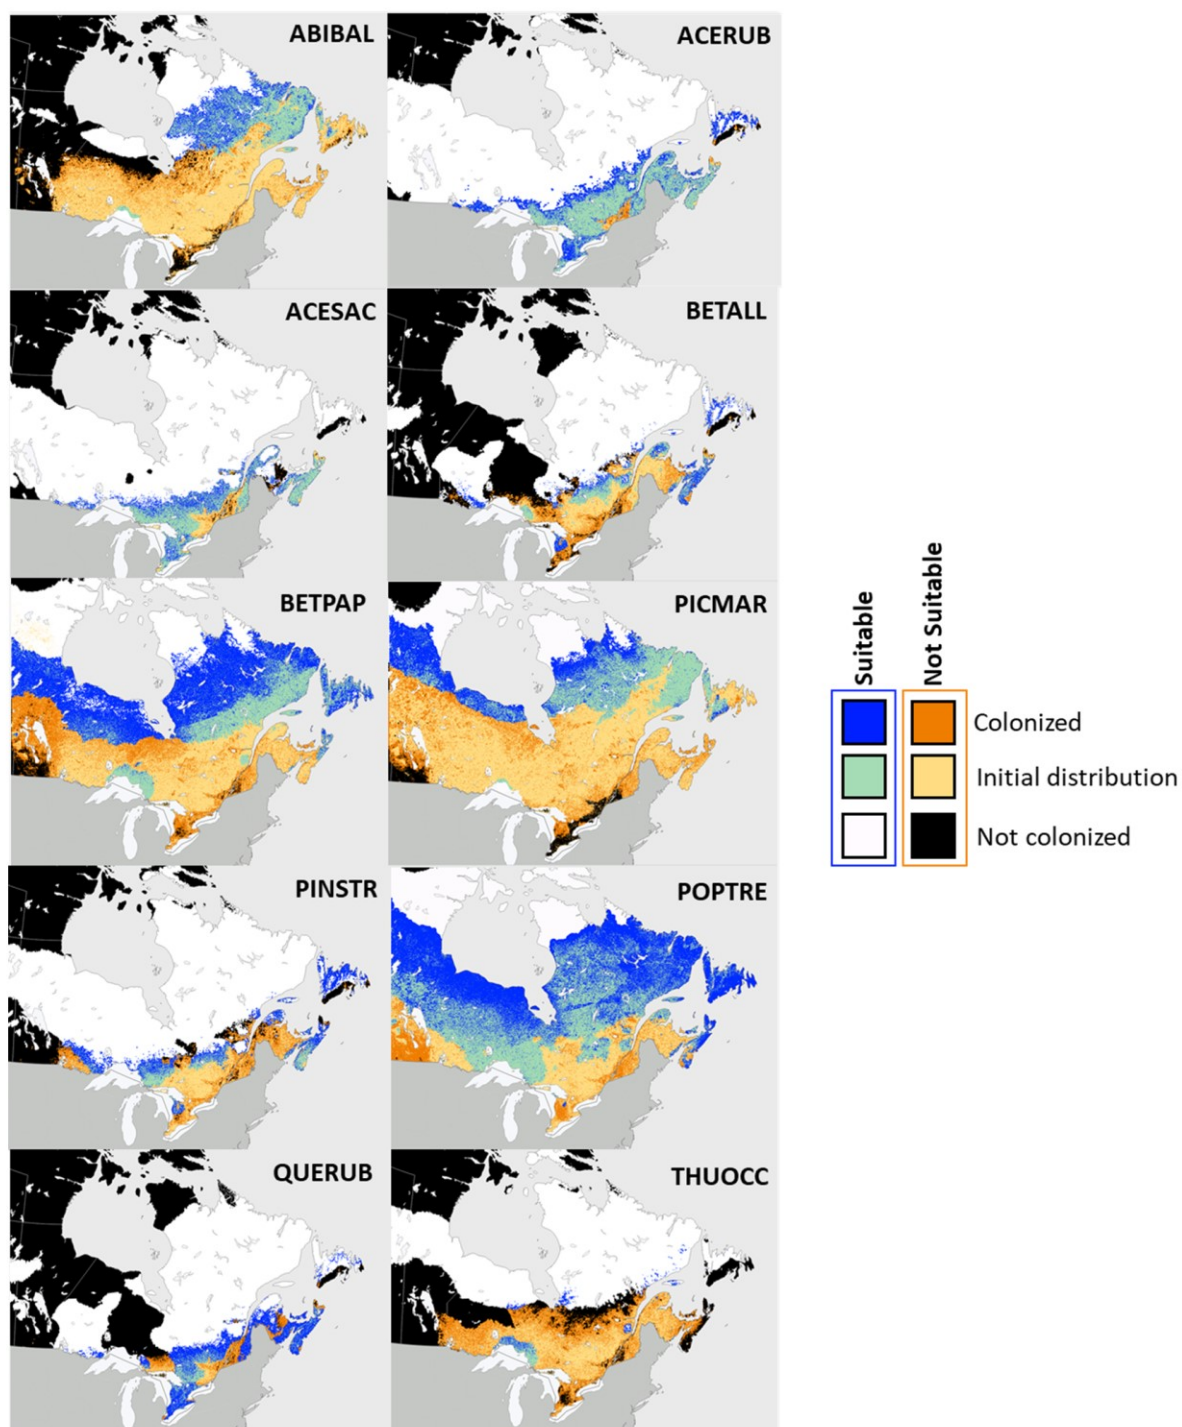 ABIBAL
ACERUB
ACESAC
BETALL
BETPAP
PICMAR
PINSTR
POPTRE
QUERUB
THUOCC
Suitable
Not Suitable
Colonized
Initial distribution
Not colonized